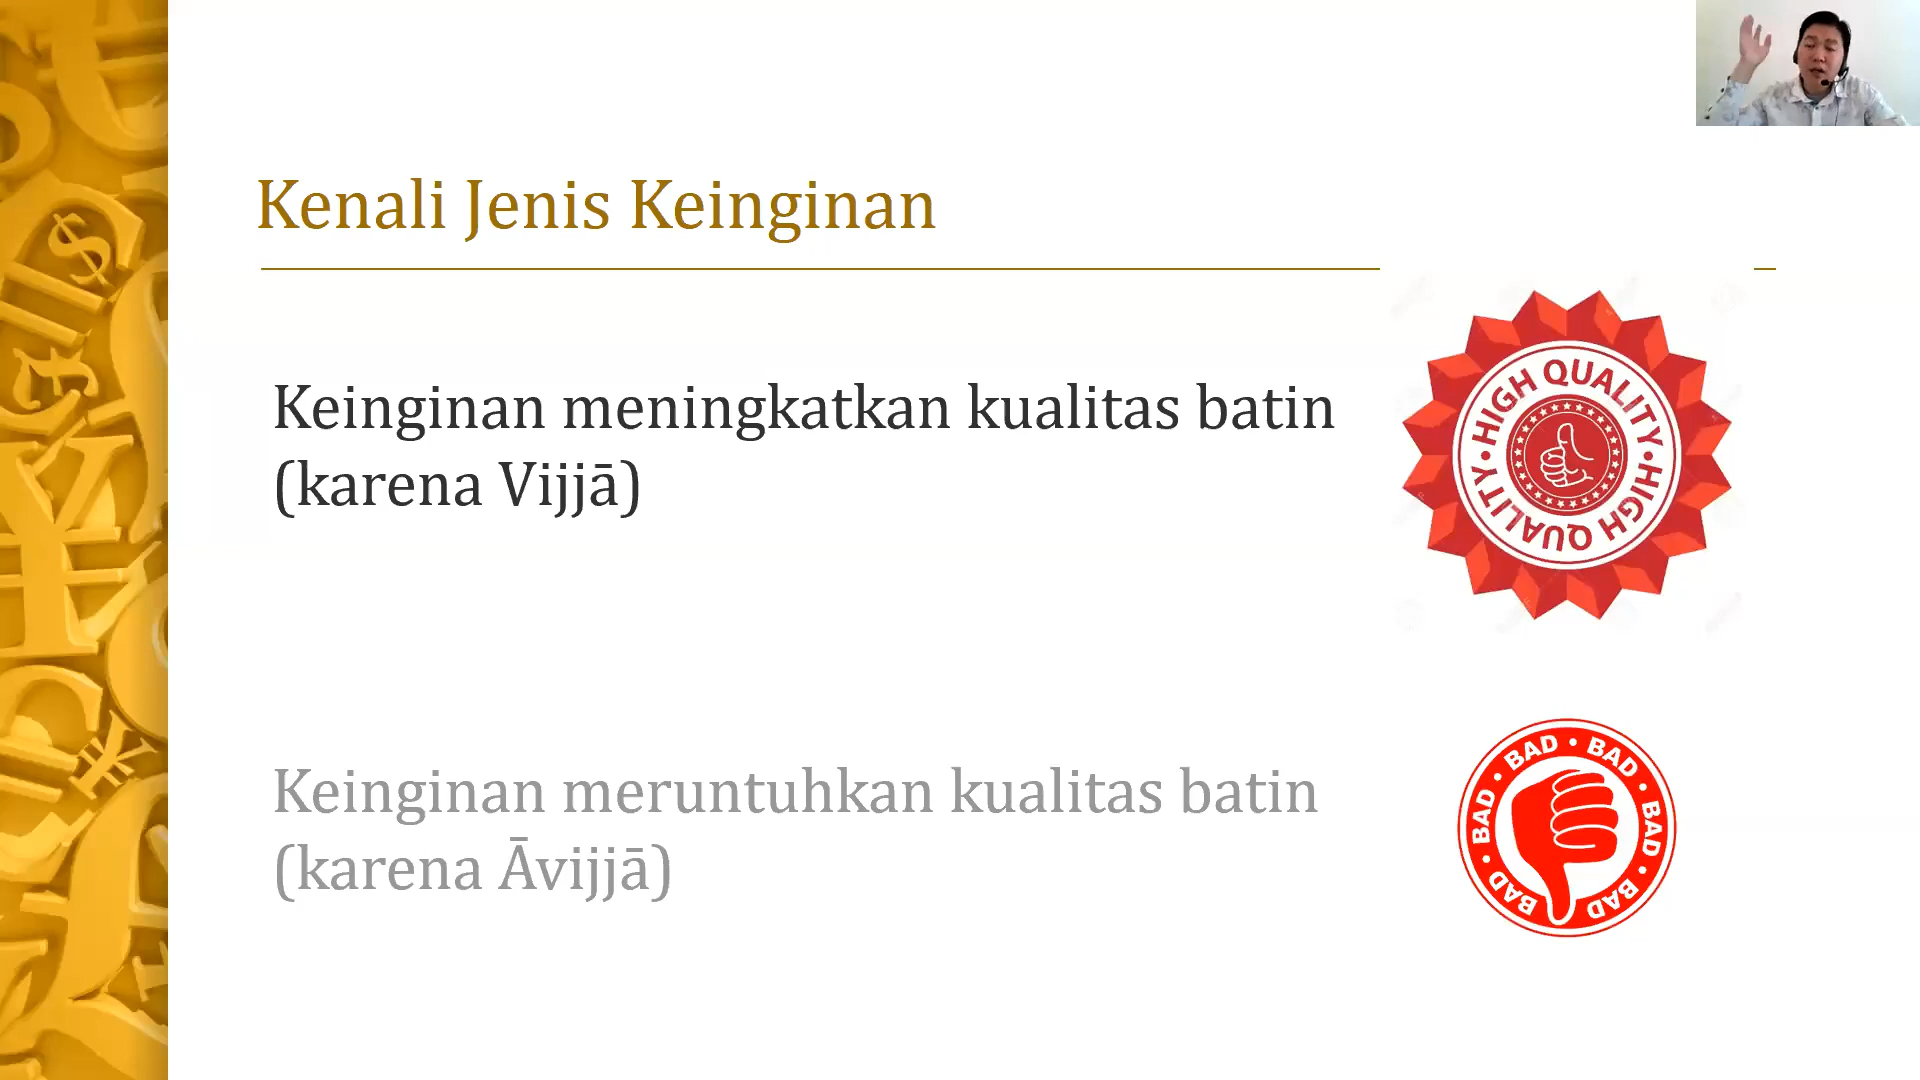 Kenali Jenis Keinginan
Keinginan meningkatkan kualitas batin
(karena Vijjā)
HIGH QUALITY • HIGH QUALITY •
Keinginan meruntuhkan kualitas batin
(karena Āvijjā)
BAD • BAD • BAD • BAD • BAD • BAD •